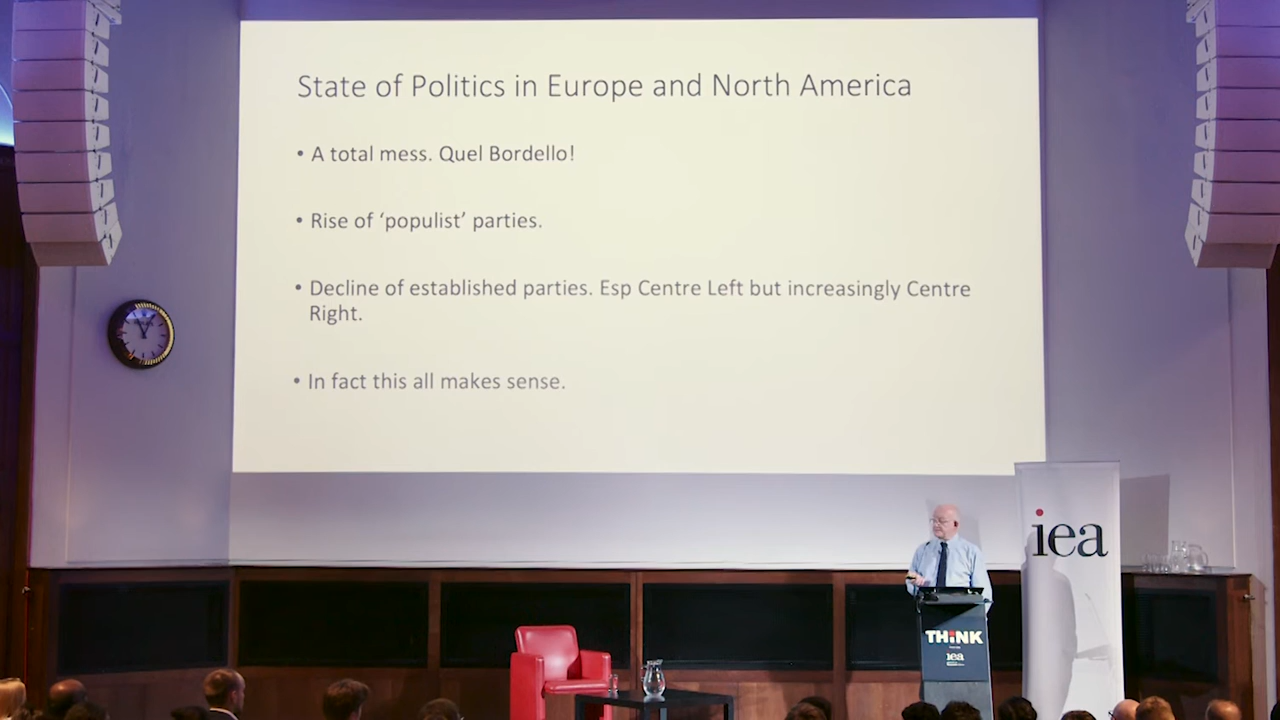 State of Politics in Europe and North America
• A total mess. Quel Bordello!
• Rise of ‘populist’ parties.
• Decline of established parties. Esp Centre Left but increasingly Centre
Right.
• In fact this all makes sense.
iea
THINK
iea